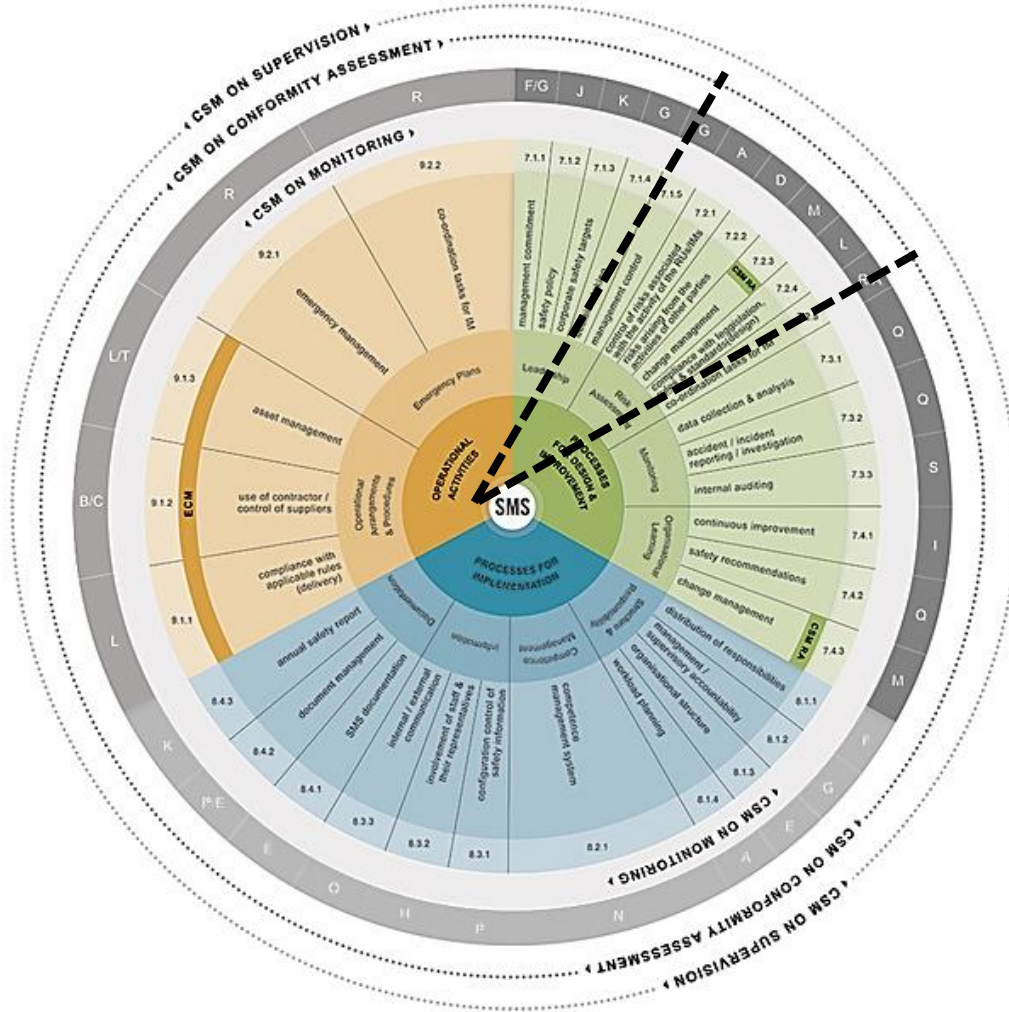 CSM ON SUPERVISION
CSM ON CONFORMITY ASSESSMENT
CSM ON MONITORING
F/G
J
K
G
G
A
D
M
L
Q
Q
S
I
Q
M
F
G
E
A
N
P
H
O
E
K
L
B/C
L/T
R
R
7.1.1
7.1.2
7.1.3
7.1.4
7.1.5
7.2.1
7.2.2
7.2.3
7.2.4
7.3.1
7.3.2
7.3.3
7.4.1
7.4.2
7.4.3
8.1.1
8.1.2
8.1.3
8.1.4
8.2.1
8.3.1
8.3.2
8.3.3
8.4.1
8.4.2
8.4.3
9.1.1
9.1.2
9.1.3
9.2.1
9.2.2
management commitment
safety policy
corporate safety targets
management control
control of risks associated
with the activity of the RUs/IMs
risks arising from the
activities of other parties
change management
CSM RA
compliance with legislation,
& standards(design)
co-ordination tasks for IM
data collection & analysis
accident / incident
reporting / investigation
internal auditing
continuous improvement
safety recommendations
change management
CSM RA
distribution of responsibilities
management /
supervisory accountability
organisational structure
workload planning
competence
management system
configuration control of
safety information
involvement of staff &
their representatives
internal / external
communication
SMS documentation
document management
annual safety report
compliance with
applicable rules
(delivery)
use of contractor /
control of suppliers
asset management
ECM
emergency management
co-ordination tasks for IM
Leadership
Risk
Monitoring
Organisational
Learning
Structure &
Responsibility
Competence
Management
Information
Documentation
Operational
Arrangements
& Procedures
Emergency Plans
OPERATIONAL
ACTIVITIES
PROCESSES
FOR DESIGN &
IMPROVEMENT
SMS
PROCESSES FOR
IMPLEMENTATION
CSM ON MONITORING
CSM ON CONFORMITY ASSESSMENT
CSM ON SUPERVISION